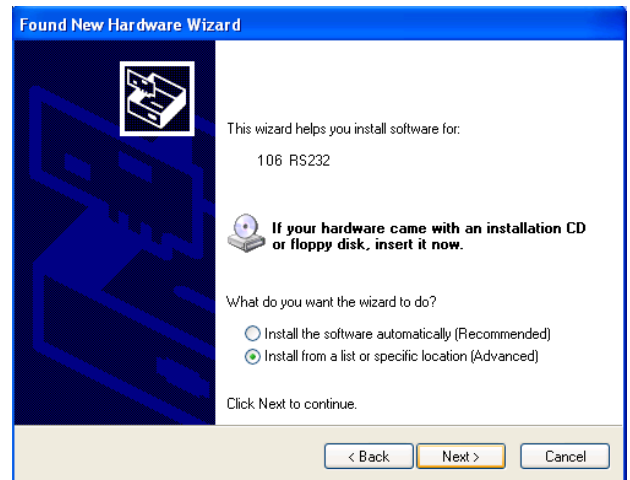 Found New Hardware Wizard
This wizard helps you install software for:
106 RS232
If your hardware came with an installation CD
or floppy disk, insert it now.
What do you want the wizard to do?
Install the software automatically (Recommended)
Install from a list or specific location (Advanced)
Click Next to continue.
< Back Next > Cancel